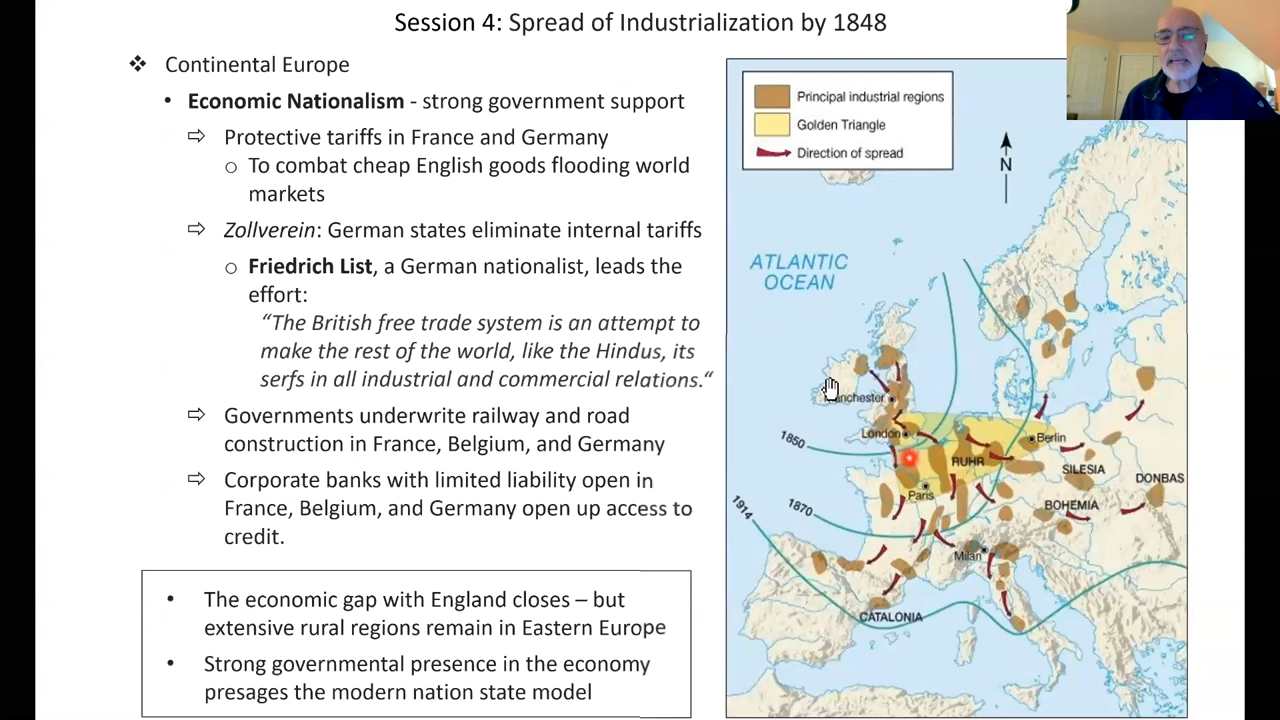 Session 4: Spread of Industrialization by 1848
❖ Continental Europe
• Economic Nationalism - strong government support
⇨ Protective tariffs in France and Germany
o To combat cheap English goods flooding world
markets
⇨ Zollverein: German states eliminate internal tariffs
o Friedrich List, a German nationalist, leads the
effort:
“The British free trade system is an attempt to
make the rest of the world, like the Hindus, its
serfs in all industrial and commercial relations.“
⇨ Governments underwrite railway and road
construction in France, Belgium, and Germany
⇨ Corporate banks with limited liability open in
France, Belgium, and Germany open up access to
credit.
• The economic gap with England closes – but
extensive rural regions remain in Eastern Europe
• Strong governmental presence in the economy
presages the modern nation state model
Principal industrial regions
Golden Triangle
Direction of spread
N
ATLANTIC
OCEAN
London
1850
Berlin
RUHR
SILESIA
DONBAS
Paris
BOHEMIA
1914
1870
Milan
CATALONIA